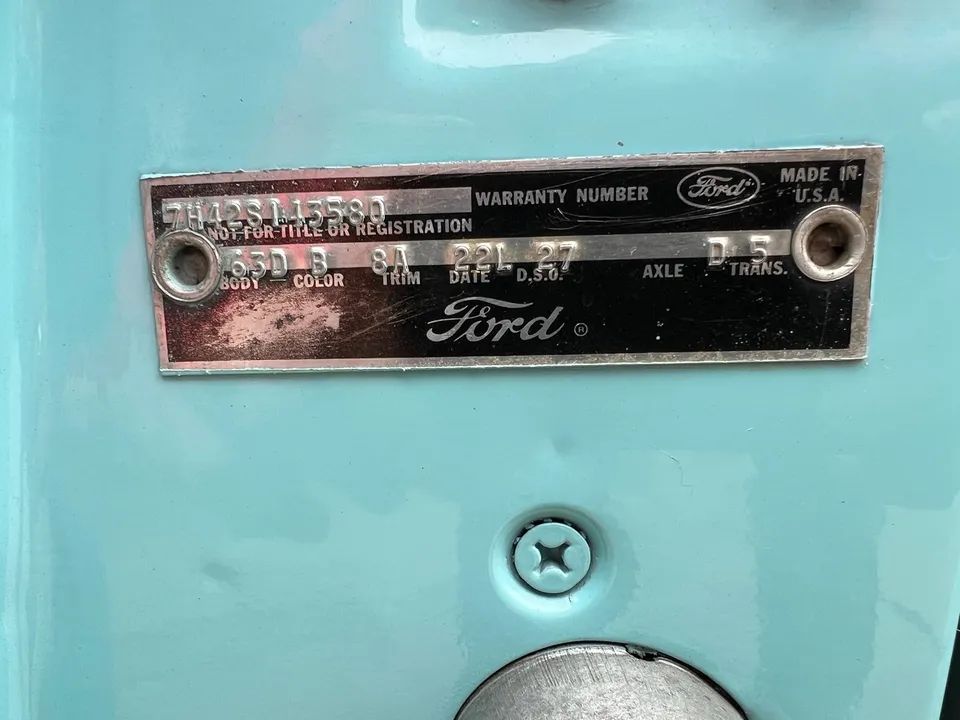 WARRANTY NUMBER Ford MADE IN U.S.A.
7H42S143580
NOT FOR TITLE OR REGISTRATION
63D B 8A 22L 27 D 5
BODY COLOR TRIM DATE D.S.O. AXLE TRANS.
Ford ®